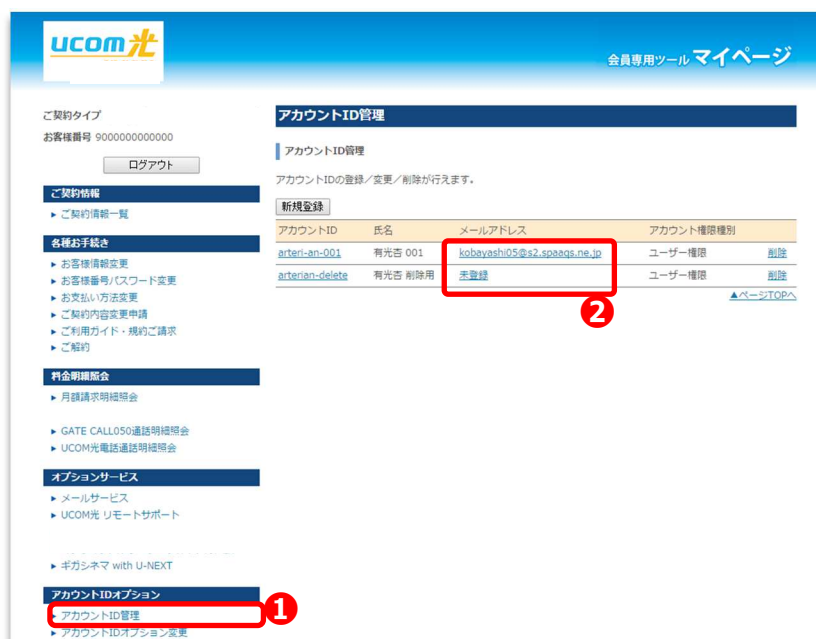 ucom光
会員専用ツール マイページ
ご契約タイプ
お客様番号 9000000000000
ログアウト
ご契約情報
ご契約情報一覧
各種お手続き
お客様情報変更
お客様番号パスワード変更
お支払い方法変更
ご契約内容変更申請
ご利用ガイド・規約ご請求
ご解約
料金明細照会
月額請求明細照会
GATE CALL050通話明細照会
UCOM光電話通話明細照会
オプションサービス
メールサービス
UCOM光 リモートサポート
ギガシネマ with U-NEXT
アカウントIDオプション
アカウントID管理
アカウントIDオプション変更
1
アカウントID管理
アカウントID管理
アカウントIDの登録／変更／削除が行えます。
新規登録
アカウントID 氏名 メールアドレス アカウント権限種別
arteri-an-001 有光杏 001 kobayashi05@s2.spaaqs.ne.jp ユーザー権限 削除
arterian-delete 有光杏 削除用 未登録 ユーザー権限 削除
▲ページTOPへ
2